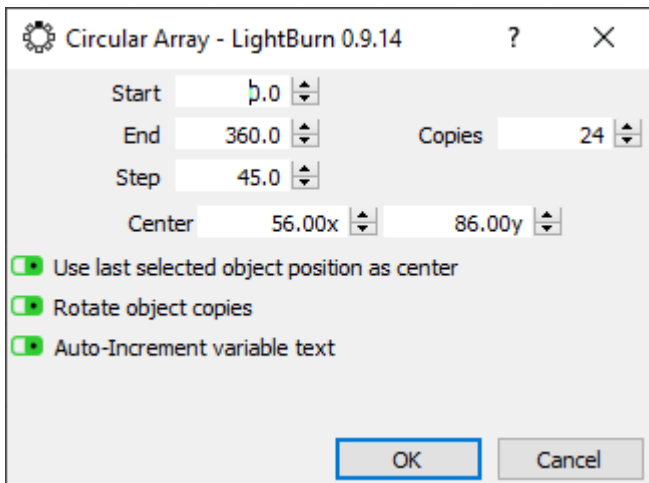 Circular Array - LightBurn 0.9.14 ?
Start 0.0
End 360.0 Copies 24
Step 45.0
Center 56.00x 86.00y
Use last selected object position as center
Rotate object copies
Auto-Increment variable text
OK Cancel